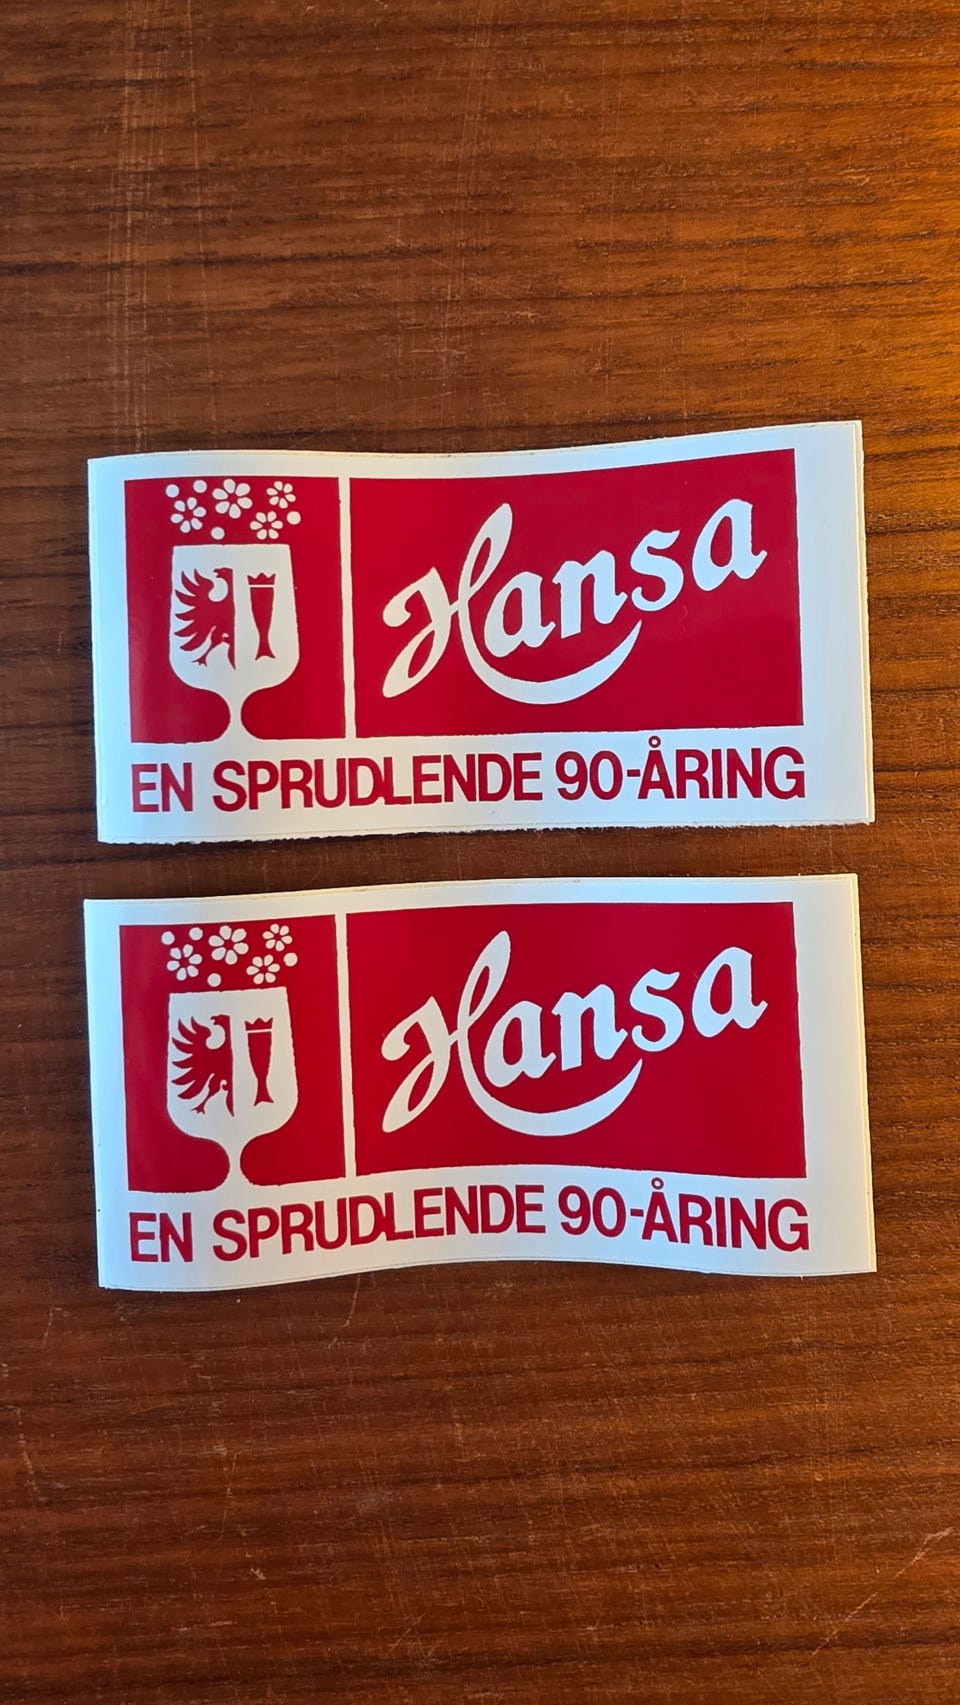 Hansa
EN SPRUDLENDE 90-ÅRING
Hansa
EN SPRUDLENDE 90-ÅRING